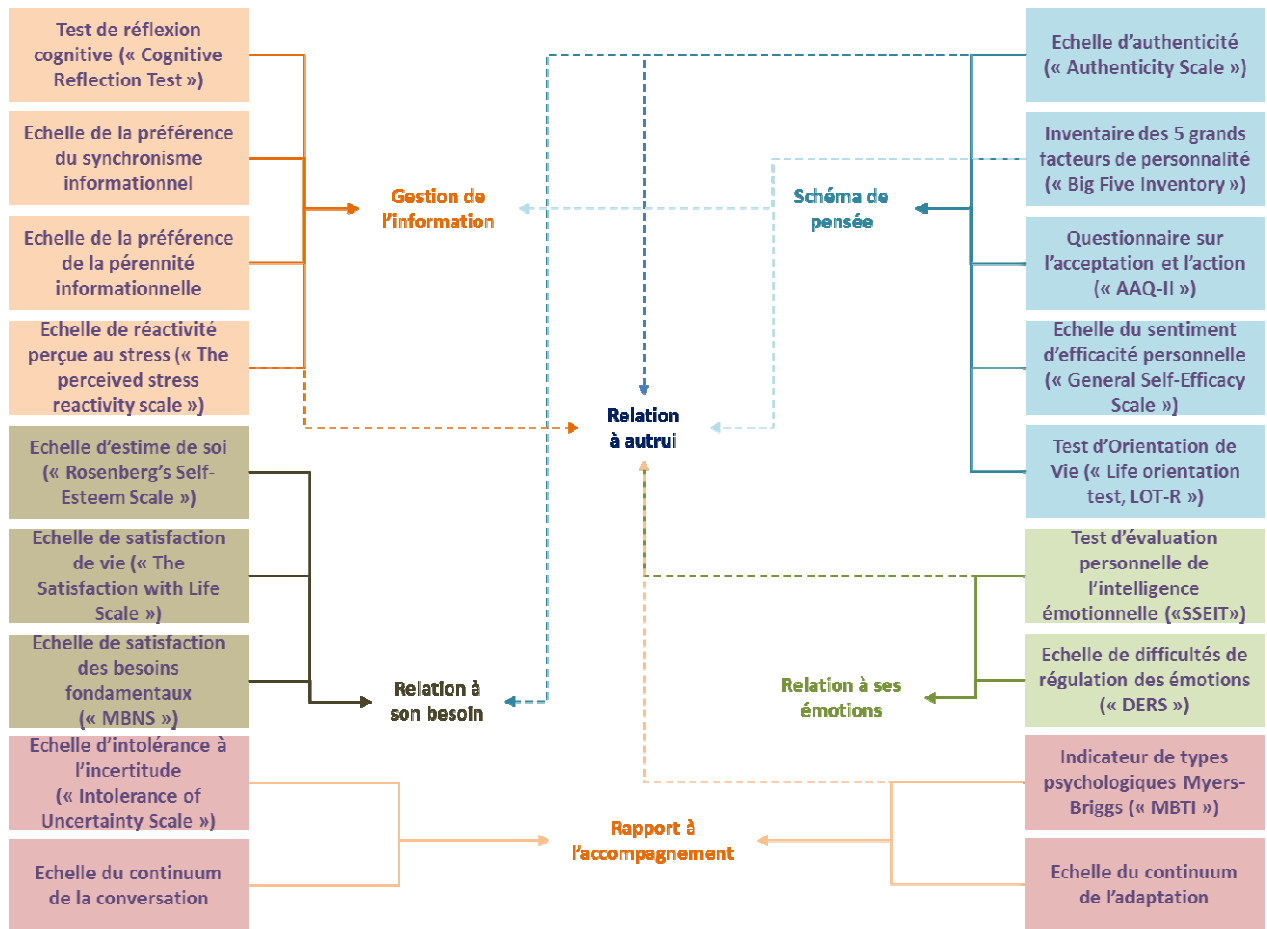 Test de réflexion
cognitive (« Cognitive
Reflection Test »)
Echelle de la préférence
du synchronisme
informationnel
Echelle de la préférence
de la pérennité
informationnelle
Echelle de réactivité
perçue au stress (« The
perceived stress
reactivity scale »)
Echelle d'estime de soi
(« Rosenberg's Self-
Esteem Scale »)
Echelle de satisfaction
de vie (« The
Satisfaction with Life
Scale »)
Echelle de satisfaction
des besoins
fondamentaux
(« MBNS »)
Echelle d'intolérance à
l'incertitude
(« Intolerance of
Uncertainty Scale »)
Echelle du continuum
de la conversation
Gestion de
l'information
Schéma de
pensée
Relation
à autrui
Relation à
son besoin
Relation à ses
émotions
Rapport à
l'accompagnement
Echelle d'authenticité
(« Authenticity Scale »)
Inventaire des 5 grands
facteurs de personnalité
(« Big Five Inventory »)
Questionnaire sur
l'acceptation et l'action
(« AAQ-II »)
Echelle du sentiment
d'efficacité personnelle
(« General Self-Efficacy
Scale »)
Test d'Orientation de
Vie (« Life orientation
test, LOT-R »)
Test d'évaluation
personnelle de
l'intelligence
émotionnelle («SSEIT»)
Echelle de difficultés de
régulation des émotions
(« DERS »)
Indicateur de types
psychologiques Myers-
Briggs (« MBTI »)
Echelle du continuum
de l'adaptation